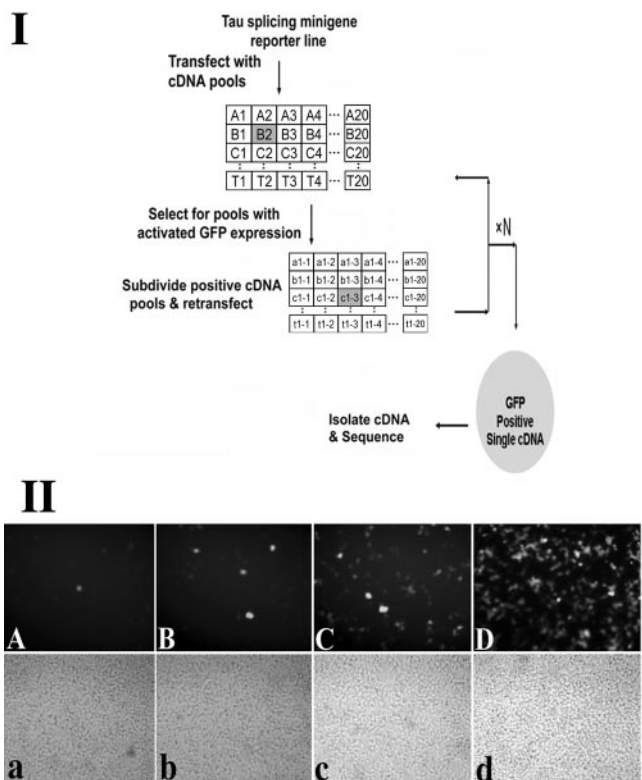 I
Tau splicing minigene
reporter line
Transfect with
cDNA pools
A1 A2 A3 A4 ... A20
B1 B2 B3 B4 ... B20
C1 C2 C3 C4 ... C20
T1 T2 T3 T4 ... T20
Select for pools with
activated GFP expression
×N
Subdivide positive cDNA
pools & retransfect
a1-1 a1-2 a1-3 a1-4 ... a1-20
b1-1 b1-2 b1-3 b1-4 ... b1-20
c1-1 c1-2 c1-3 c1-4 ... c1-20
t1-1 t1-2 t1-3 t1-4 ... t1-20
GFP
Positive
Single cDNA
Isolate cDNA
& Sequence
II
A B C D
a b c d